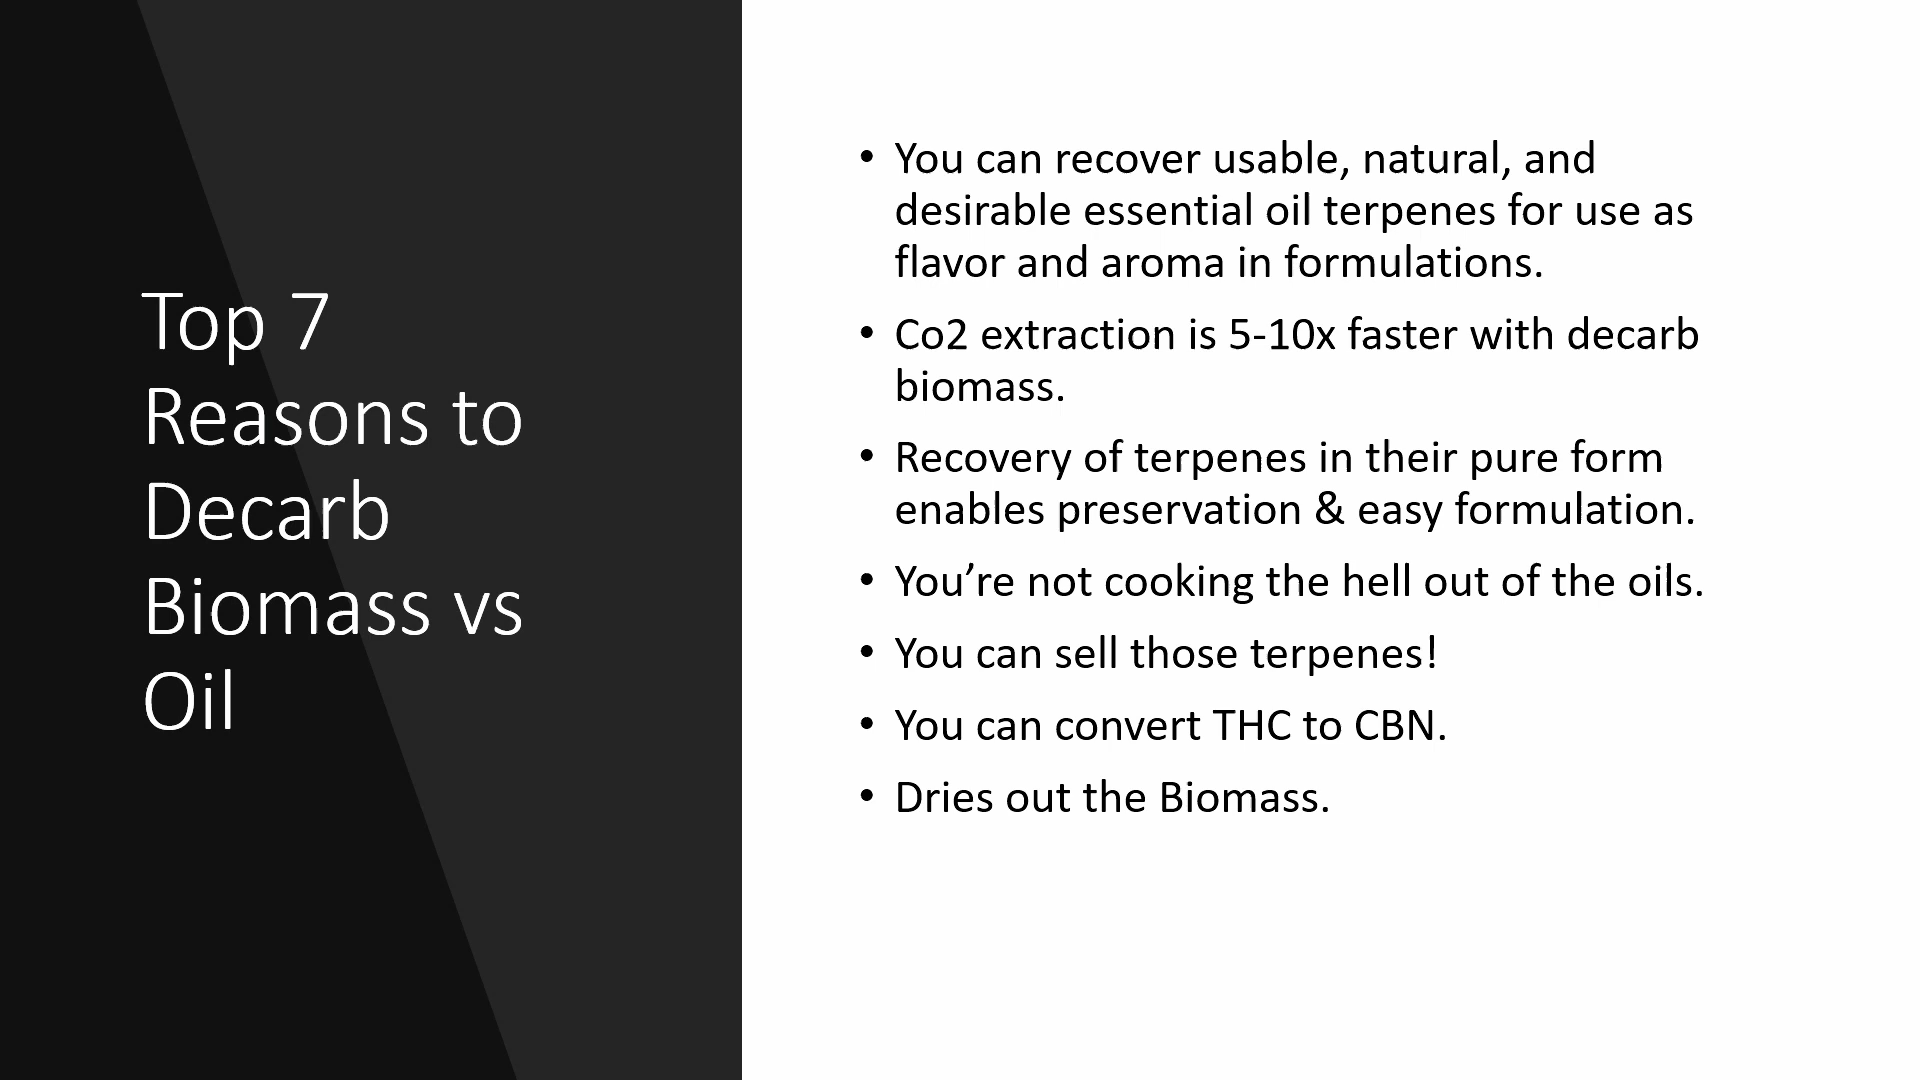 Top 7
Reasons to
Decarb
Biomass vs
Oil
• You can recover usable, natural, and
desirable essential oil terpenes for use as
flavor and aroma in formulations.
• Co2 extraction is 5-10x faster with decarb
biomass.
• Recovery of terpenes in their pure form
enables preservation & easy formulation.
• You’re not cooking the hell out of the oils.
• You can sell those terpenes!
• You can convert THC to CBN.
• Dries out the Biomass.